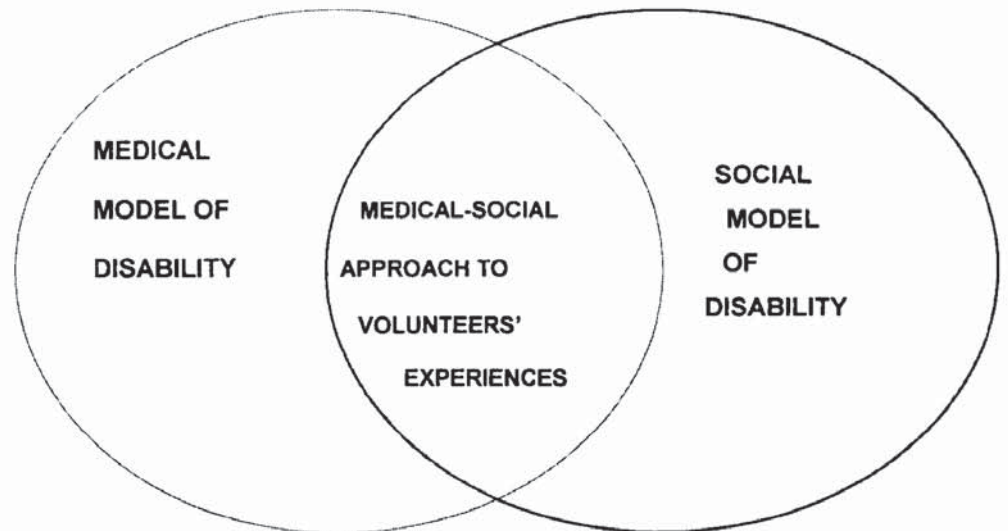 MEDICAL
MODEL OF
DISABILITY
MEDICAL-SOCIAL
APPROACH TO
VOLUNTEERS'
EXPERIENCES
SOCIAL
MODEL
OF
DISABILITY